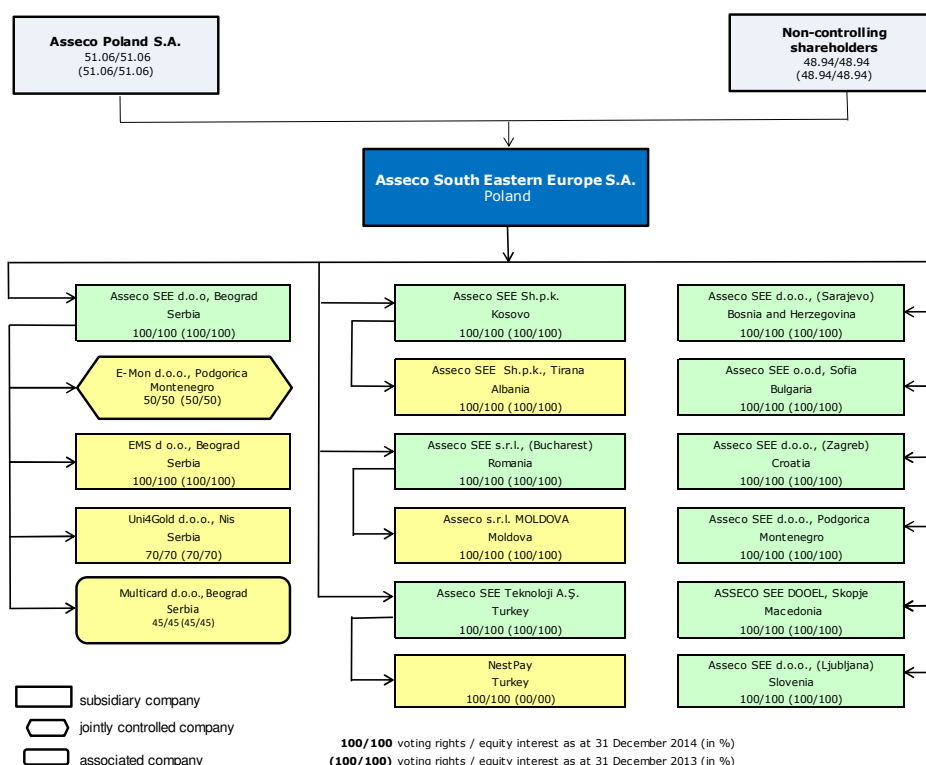 Asseco Poland S.A.
51.06/51.06
(51.06/51.06)
Non-controlling
shareholders
48.94/48.94
(48.94/48.94)
Asseco South Eastern Europe S.A.
Poland
Asseco SEE d.o.o, Beograd
Serbia
100/100 (100/100)
E-Mon d.o.o., Podgorica
Montenegro
50/50 (50/50)
EMS d o.o., Beograd
Serbia
100/100 (100/100)
Uni4Gold d.o.o., Nis
Serbia
70/70 (70/70)
Multicard d.o.o., Beograd
Serbia
45/45 (45/45)
Asseco SEE Sh.p.k.
Kosovo
100/100 (100/100)
Asseco SEE Sh.p.k., Tirana
Albania
100/100 (100/100)
Asseco SEE s.r.l., (Bucharest)
Romania
100/100 (100/100)
Asseco s.r.l. MOLDOVA
Moldova
100/100 (100/100)
Asseco SEE Teknoloji A.Ş.
Turkey
100/100 (100/100)
NestPay
Turkey
100/100 (00/00)
Asseco SEE d.o.o., (Sarajevo)
Bosnia and Herzegovina
100/100 (100/100)
Asseco SEE o.o.d, Sofia
Bulgaria
100/100 (100/100)
Asseco SEE d.o.o., (Zagreb)
Croatia
100/100 (100/100)
Asseco SEE d.o.o., Podgorica
Montenegro
100/100 (100/100)
ASSECO SEE DOOEL, Skopje
Macedonia
100/100 (100/100)
Asseco SEE d.o.o., (Ljubljana)
Slovenia
100/100 (100/100)
subsidiary company
jointly controlled company
associated company
100/100 voting rights / equity interest as at 31 December 2014 (in %)
(100/100) voting rights / equity interest as at 31 December 2013 (in %)